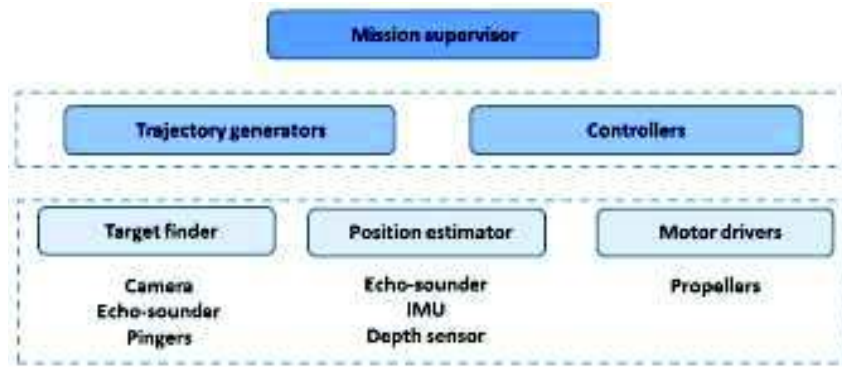 Mission supervisor
Trajectory generators
Controllers
Target finder
Position estimator
Motor drivers
Camera
Echo-sounder
Pingers
Echo-sounder
IMU
Depth sensor
Propellers